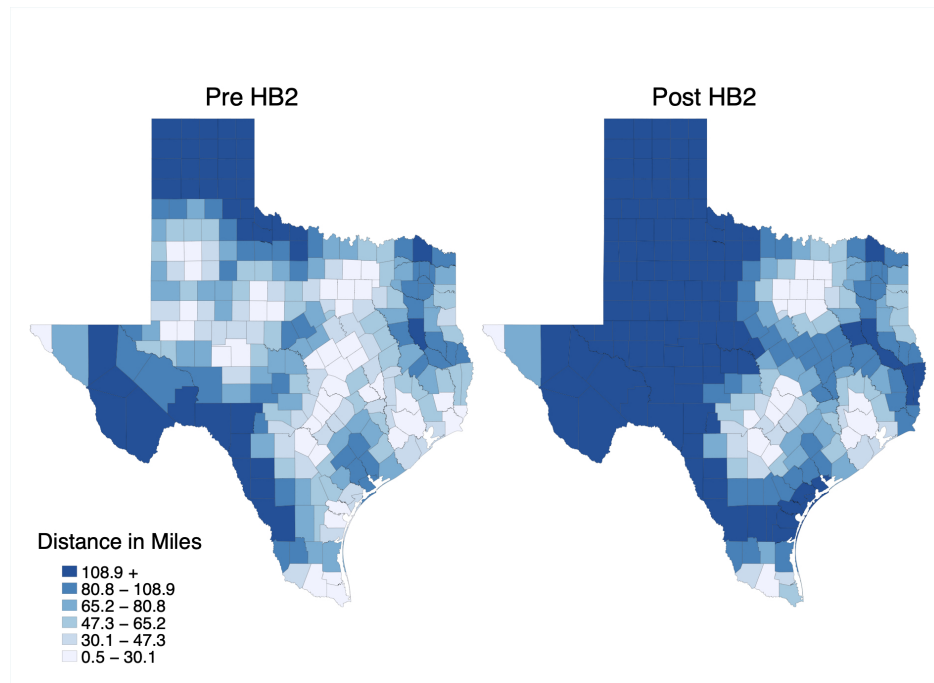 Pre HB2
Post HB2
Distance in Miles
108.9 +
80.8 – 108.9
65.2 – 80.8
47.3 – 65.2
30.1 – 47.3
0.5 – 30.1